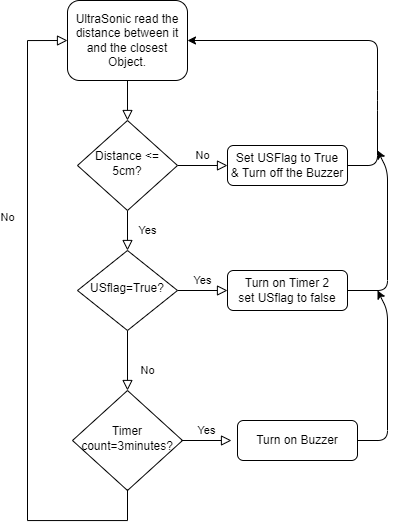 UltraSonic read the
distance between it
and the closest
Object.
Distance <=
5cm?
No
Set USFlag to True
& Turn off the Buzzer
No
Yes
USflag=True?
Yes
Turn on Timer 2
set USflag to false
No
Timer
count=3minutes?
Yes
Turn on Buzzer